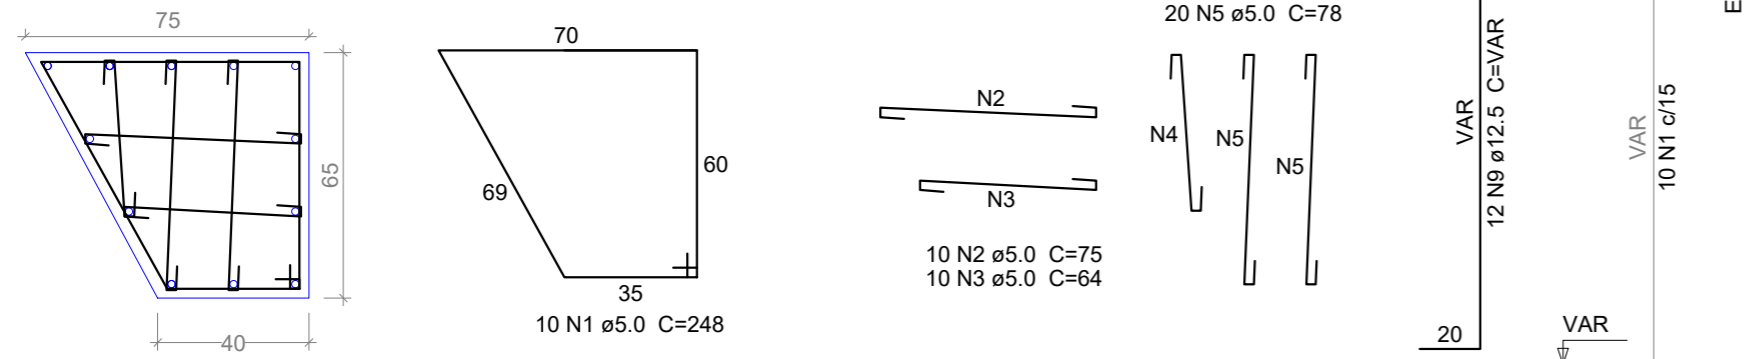 75
65
40
70
60
69
35
10 N1 ø5.0 C=248
N2
N3
10 N2 ø5.0 C=75
10 N3 ø5.0 C=64
20 N5 ø5.0 C=78
N4
N5
N5
VAR
12 N9 ø12.5 C=VAR
20
VAR
10 N1 c/15
VAR
E